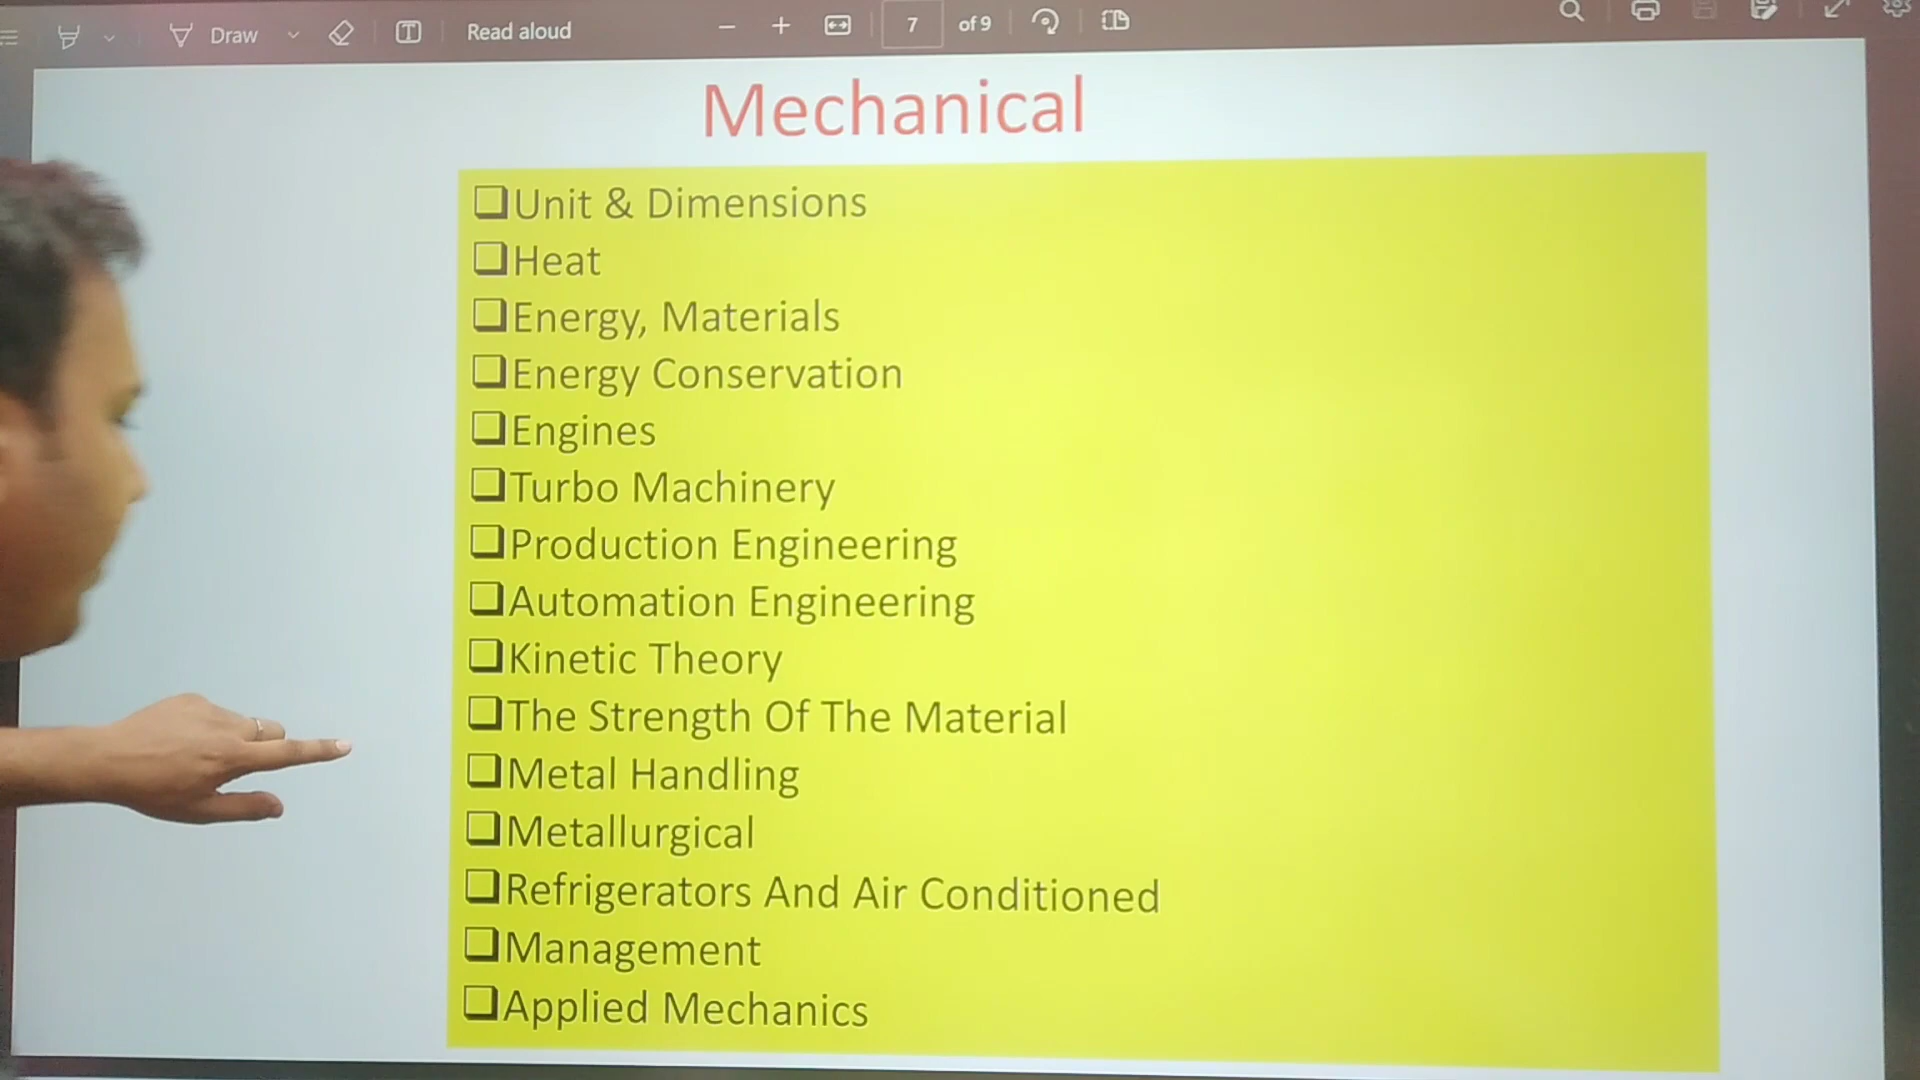 Draw Read aloud 7 of 9
Mechanical
Unit & Dimensions
Heat
Energy, Materials
Energy Conservation
Engines
Turbo Machinery
Production Engineering
Automation Engineering
Kinetic Theory
The Strength Of The Material
Metal Handling
Metallurgical
Refrigerators And Air Conditioned
Management
Applied Mechanics